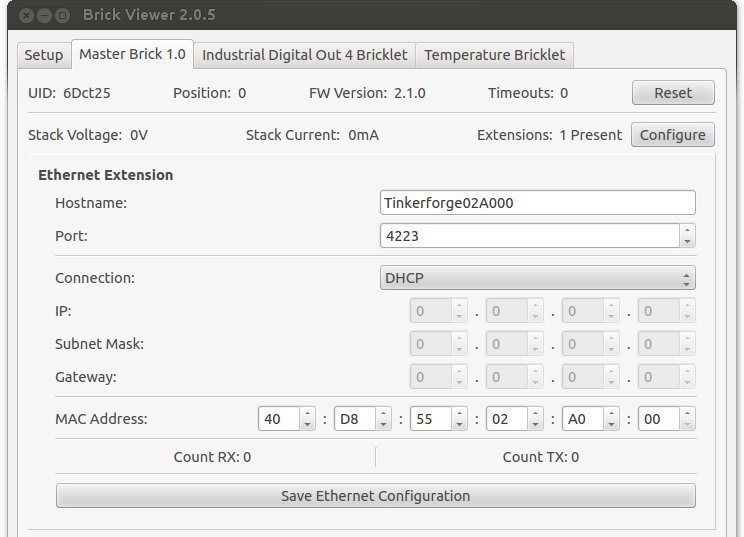 Brick Viewer 2.0.5
Setup Master Brick 1.0 Industrial Digital Out 4 Bricklet Temperature Bricklet
UID: 6Dct25 Position: 0 FW Version: 2.1.0 Timeouts: 0 Reset
Stack Voltage: 0V Stack Current: 0mA Extensions: 1 Present Configure
Ethernet Extension
Hostname: Tinkerforge02A000
Port: 4223
Connection: DHCP
IP: 0 . 0 . 0 . 0
Subnet Mask: 0 . 0 . 0 . 0
Gateway: 0 . 0 . 0 . 0
MAC Address: 40 : D8 : 55 : 02 : A0 : 00
Count RX: 0 Count TX: 0
Save Ethernet Configuration